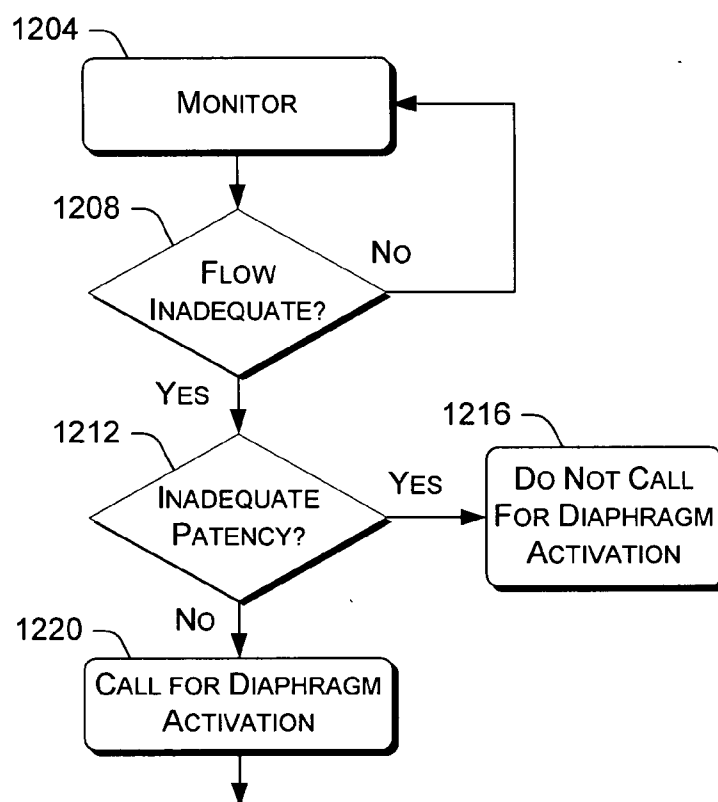 1204
MONITOR
1208
FLOW
INADEQUATE?
NO
YES
1212
INADEQUATE
PATENCY?
YES
1216
DO NOT CALL
FOR DIAPHRAGM
ACTIVATION
NO
1220
CALL FOR DIAPHRAGM
ACTIVATION